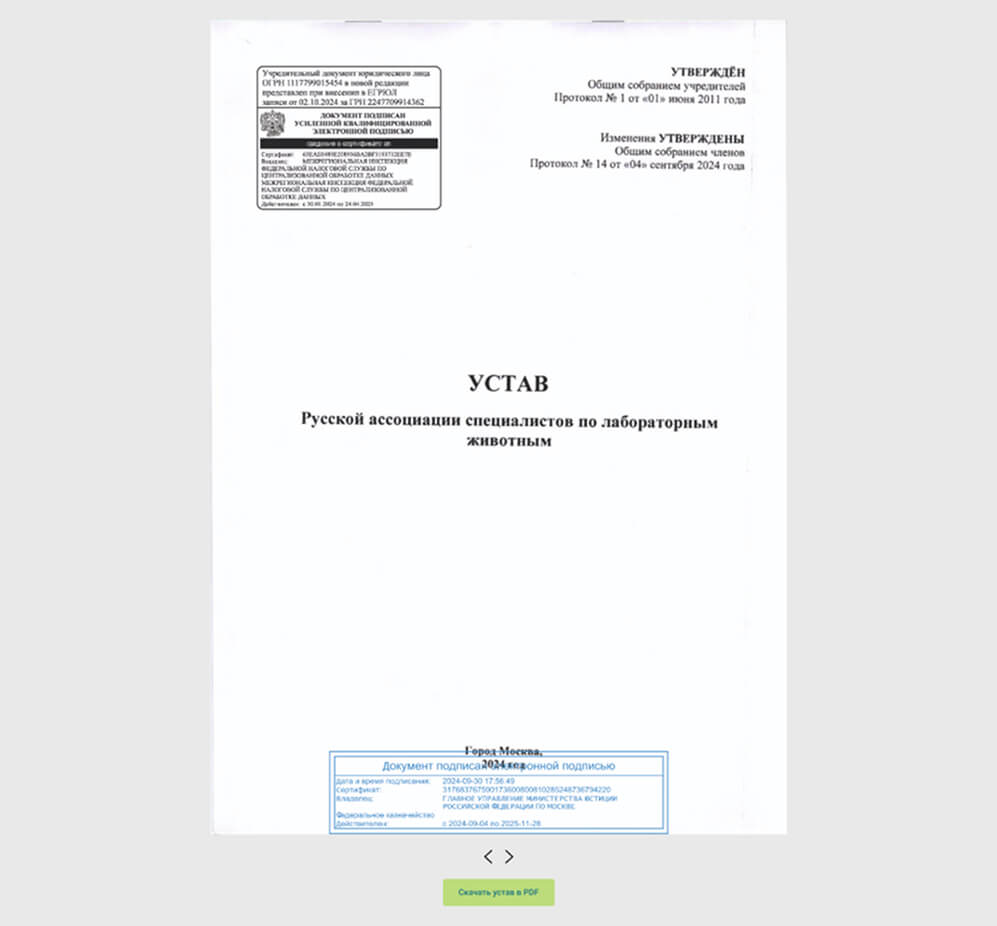 Учредительный документ юридического лица
ОГРН 1117799015454 в новой редакции
представлен при внесении в ЕГРЮЛ
записи от 02.10.2024 за ГРН 2247709914362
ДОКУМЕНТ ПОДПИСАН
УСИЛЕННОЙ КВАЛИФИЦИРОВАННОЙ
ЭЛЕКТРОННОЙ ПОДПИСЬЮ
сведения о сертификате эп
Сертификат:
Владелец: МЕЖРЕГИОНАЛЬНАЯ ИНСПЕКЦИЯ
ФЕДЕРАЛЬНОЙ НАЛОГОВОЙ СЛУЖБЫ ПО
ЦЕНТРАЛИЗОВАННОЙ ОБРАБОТКЕ ДАННЫХ
МЕЖРЕГИОНАЛЬНАЯ ИНСПЕКЦИЯ ФЕДЕРАЛЬНОЙ
НАЛОГОВОЙ СЛУЖБЫ ПО ЦЕНТРАЛИЗОВАННОЙ
ОБРАБОТКЕ ДАННЫХ
Действителен: с 30.01.2024 по 24.04.2025
УТВЕРЖДЁН
Общим собранием учредителей
Протокол № 1 от «01» июня 2011 года
Изменения УТВЕРЖДЕНЫ
Общим собранием членов
Протокол № 14 от «04» сентября 2024 года
УСТАВ
Русской ассоциации специалистов по лабораторным
животным
Город Москва,
2024 год
Документ подписан электронной подписью
Дата и время подписания: 2024-09-30 17:56:49
Сертификат:
Владелец: ГЛАВНОЕ УПРАВЛЕНИЕ МИНИСТЕРСТВА ЮСТИЦИИ
РОССИЙСКОЙ ФЕДЕРАЦИИ ПО МОСКВЕ
Федеральное казначейство
Действителен: с 2024-09-04 по 2025-11-28
Скачать устав в PDF